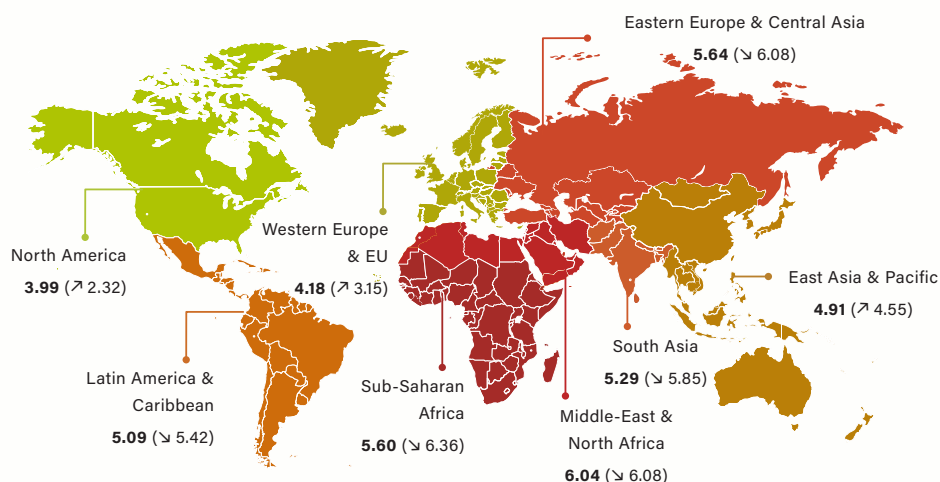 Eastern Europe & Central Asia
5.64 (↘ 6.08)
North America
3.99 (↗ 2.32)
Western Europe
& EU
4.18 (↗ 3.15)
East Asia & Pacific
4.91 (↗ 4.55)
South Asia
5.29 (↘ 5.85)
Latin America &
Caribbean
5.09 (↘ 5.42)
Sub-Saharan
Africa
5.60 (↘ 6.36)
Middle-East &
North Africa
6.04 (↘ 6.08)